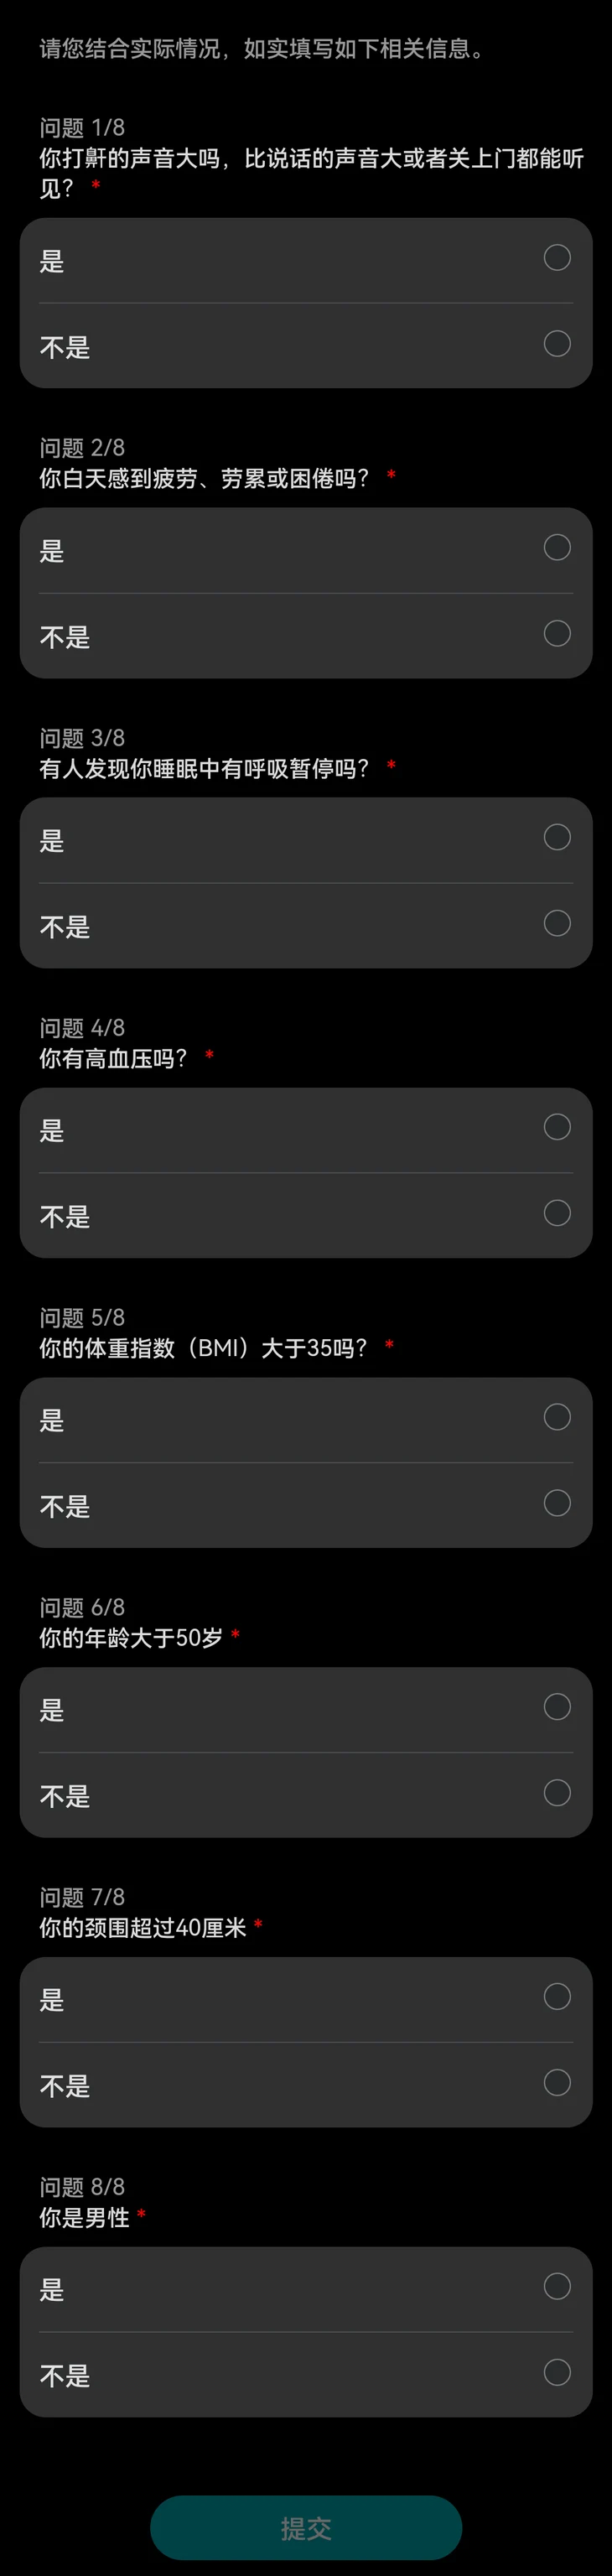 请您结合实际情况，如实填写如下相关信息。
问题 1/8
你打鼾的声音大吗，比说话的声音大或者关上门都能听
见？ *
是
不是
问题 2/8
你白天感到疲劳、劳累或困倦吗？ *
是
不是
问题 3/8
有人发现你睡眠中有呼吸暂停吗？ *
是
不是
问题 4/8
你有高血压吗？ *
是
不是
问题 5/8
你的体重指数（BMI）大于35吗？ *
是
不是
问题 6/8
你的年龄大于50岁 *
是
不是
问题 7/8
你的颈围超过40厘米 *
是
不是
问题 8/8
你是男性 *
是
不是
提交